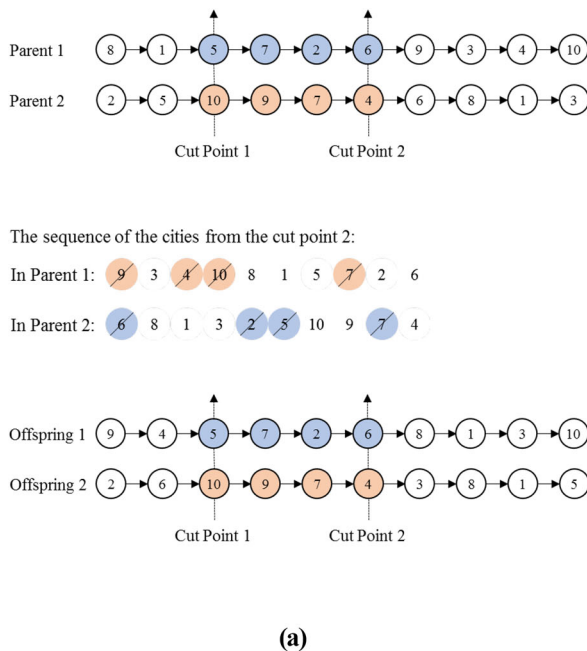 Parent 1 8 1 5 7 2 6 9 3 4 10
Parent 2 2 5 10 9 7 4 6 8 1 3
Cut Point 1 Cut Point 2
The sequence of the cities from the cut point 2:
In Parent 1: 9 3 4 10 8 1 5 7 2 6
In Parent 2: 6 8 1 3 2 5 10 9 7 4
Offspring 1 9 4 5 7 2 6 8 1 3 10
Offspring 2 2 6 10 9 7 4 3 8 1 5
Cut Point 1 Cut Point 2
(a)